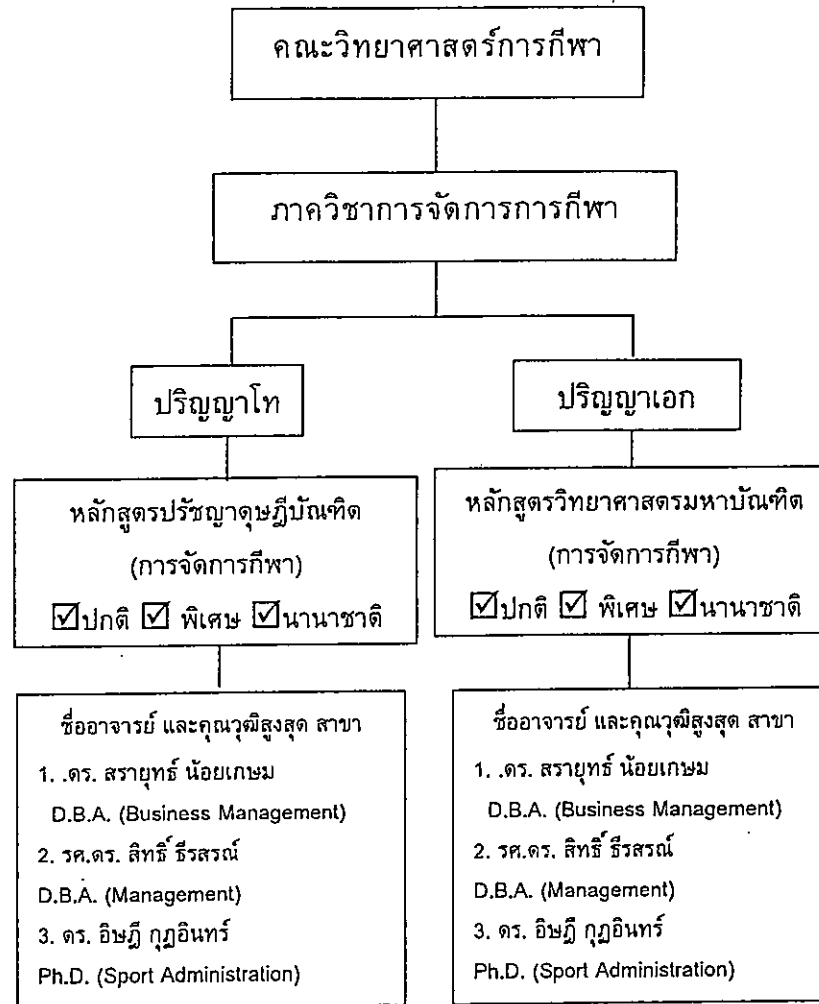 คณะวิทยาศาสตร์การกีฬา
ภาควิชาการจัดการการกีฬา
ปริญญาโท
ปริญญาเอก
หลักสูตรปรัชญาดุษฎีบัณฑิต
(การจัดการกีฬา)
☑ปกติ ☑ พิเศษ ☑นานาชาติ
หลักสูตรวิทยาศาสตรมหาบัณฑิต
(การจัดการกีฬา)
☑ปกติ ☑ พิเศษ ☑นานาชาติ
ชื่ออาจารย์ และคุณวุฒิสูงสุด สาขา
1. .ดร. สรายุทธ์ น้อยเกษม
D.B.A. (Business Management)
2. รศ.ดร. สิทธิ์ ธีรสรณ์
D.B.A. (Management)
3. ดร. อิษฎี กุฏอินทร์
Ph.D. (Sport Administration)
ชื่ออาจารย์ และคุณวุฒิสูงสุด สาขา
1. .ดร. สรายุทธ์ น้อยเกษม
D.B.A. (Business Management)
2. รศ.ดร. สิทธิ์ ธีรสรณ์
D.B.A. (Management)
3. ดร. อิษฎี กุฏอินทร์
Ph.D. (Sport Administration)